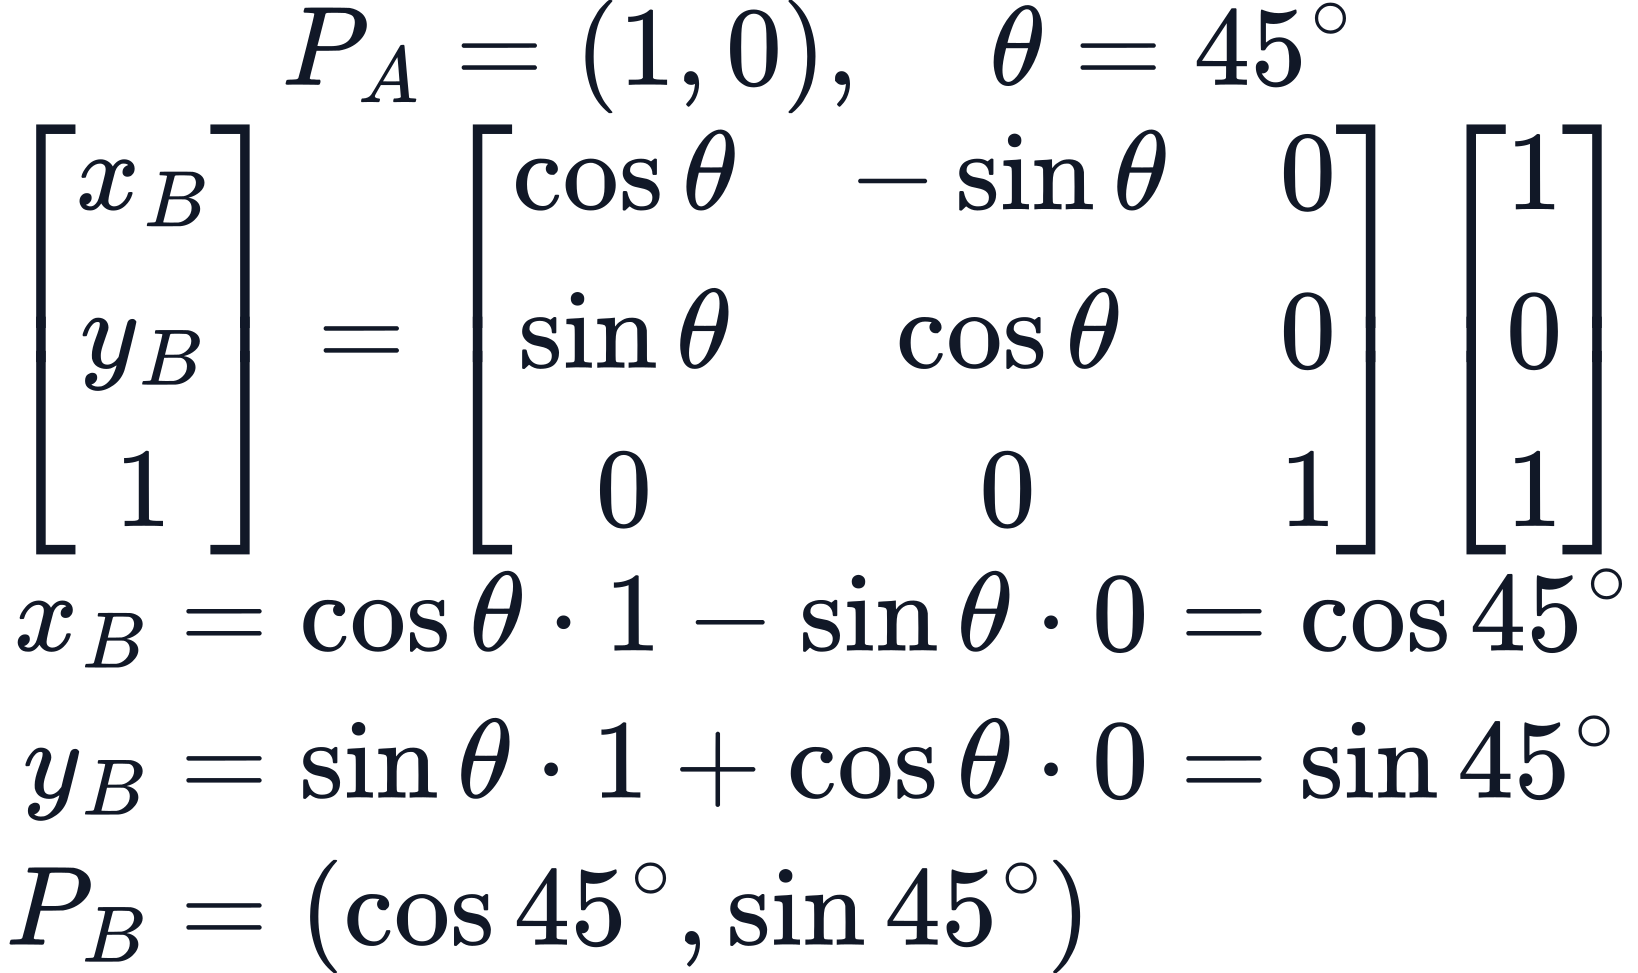 P_A = (1, 0), θ = 45°
[x_B y_B 1] = [cos θ −sin θ 0; sin θ cos θ 0; 0 0 1] [1 0 1]
x_B = cos θ · 1 − sin θ · 0 = cos 45°
y_B = sin θ · 1 + cos θ · 0 = sin 45°
P_B = (cos 45°, sin 45°)